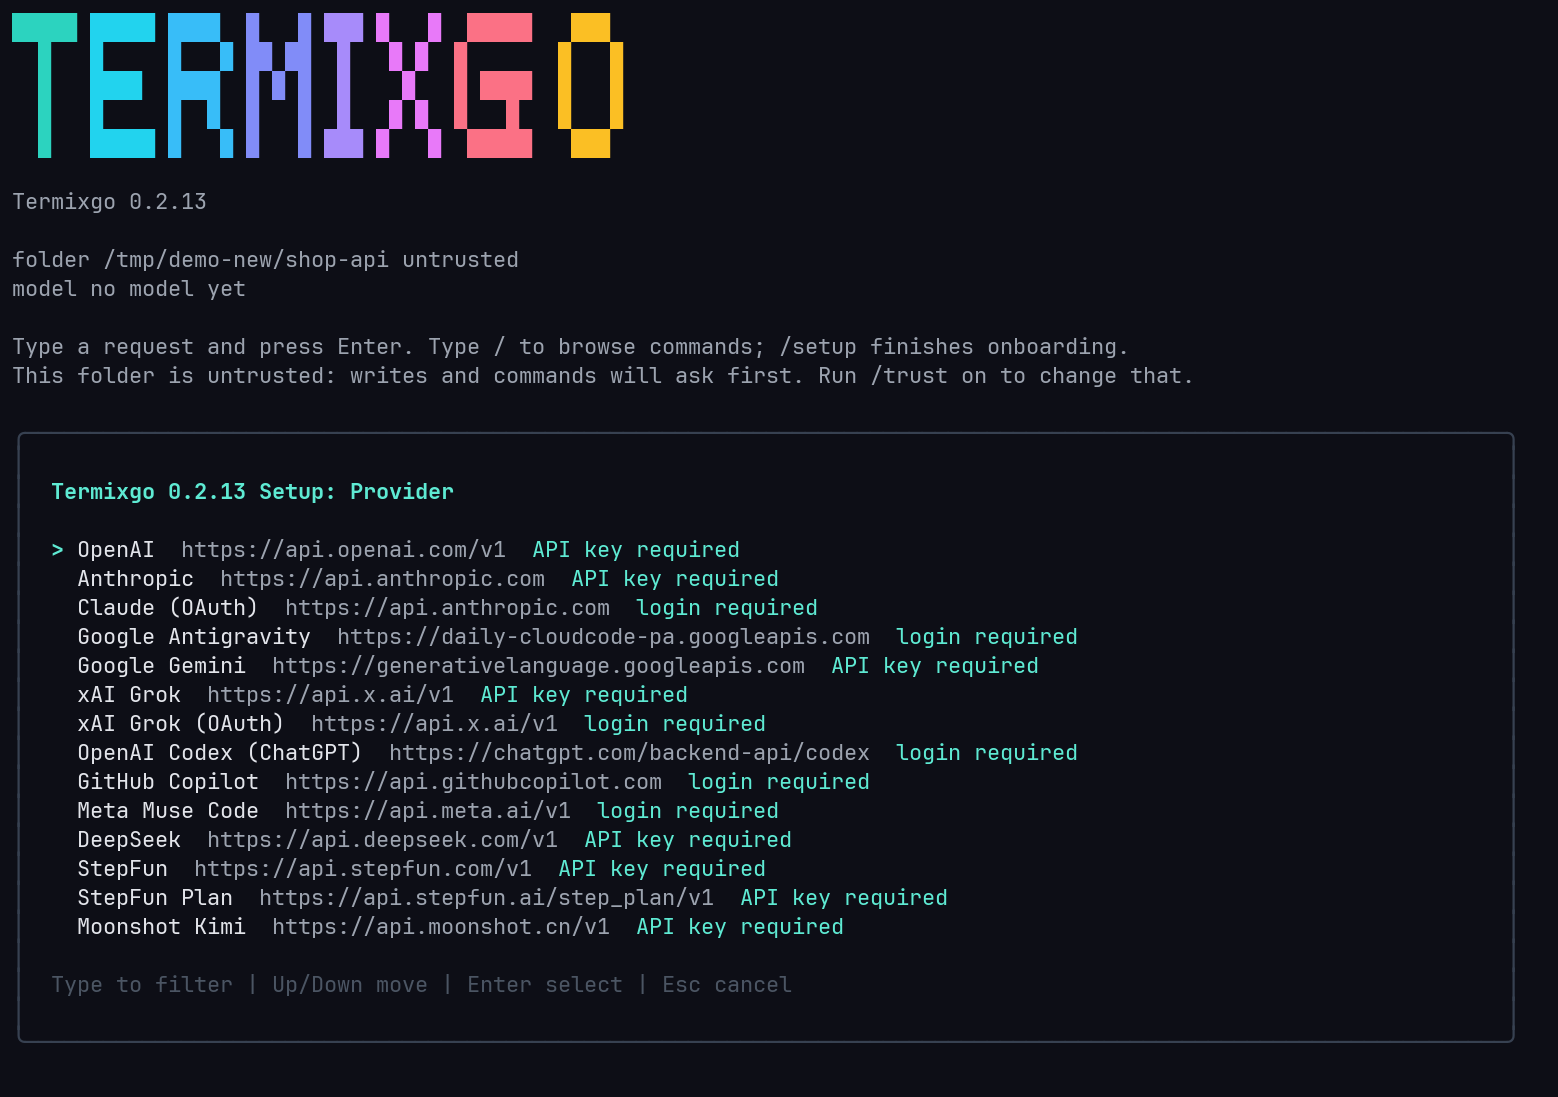 TERMIXGO
Termixgo 0.2.13
folder /tmp/demo-new/shop-api untrusted
model no model yet
Type a request and press Enter. Type / to browse commands; /setup finishes onboarding.
This folder is untrusted: writes and commands will ask first. Run /trust on to change that.
Termixgo 0.2.13 Setup: Provider
> OpenAI  https://api.openai.com/v1  API key required
Anthropic  https://api.anthropic.com  API key required
Claude (OAuth)  https://api.anthropic.com  login required
Google Antigravity  https://daily-cloudcode-pa.googleapis.com  login required
Google Gemini  https://generativelanguage.googleapis.com  API key required
xAI Grok  https://api.x.ai/v1  API key required
xAI Grok (OAuth)  https://api.x.ai/v1  login required
OpenAI Codex (ChatGPT)  https://chatgpt.com/backend-api/codex  login required
GitHub Copilot  https://api.githubcopilot.com  login required
Meta Muse Code  https://api.meta.ai/v1  login required
DeepSeek  https://api.deepseek.com/v1  API key required
StepFun  https://api.stepfun.com/v1  API key required
StepFun Plan  https://api.stepfun.ai/step_plan/v1  API key required
Moonshot Kimi  https://api.moonshot.cn/v1  API key required
Type to filter | Up/Down move | Enter select | Esc cancel